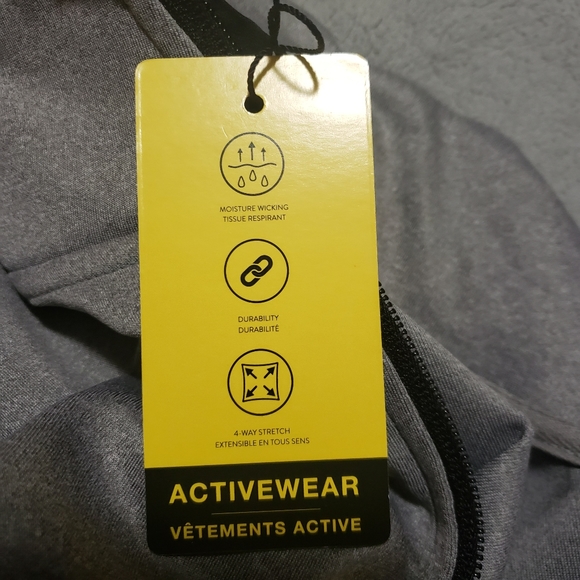 MOISTURE WICKING
TISSUE RESPIRANT
DURABILITY
DURABILITÉ
4-WAY STRETCH
EXTENSIBLE EN TOUS SENS
ACTIVEWEAR
VÊTEMENTS ACTIVE